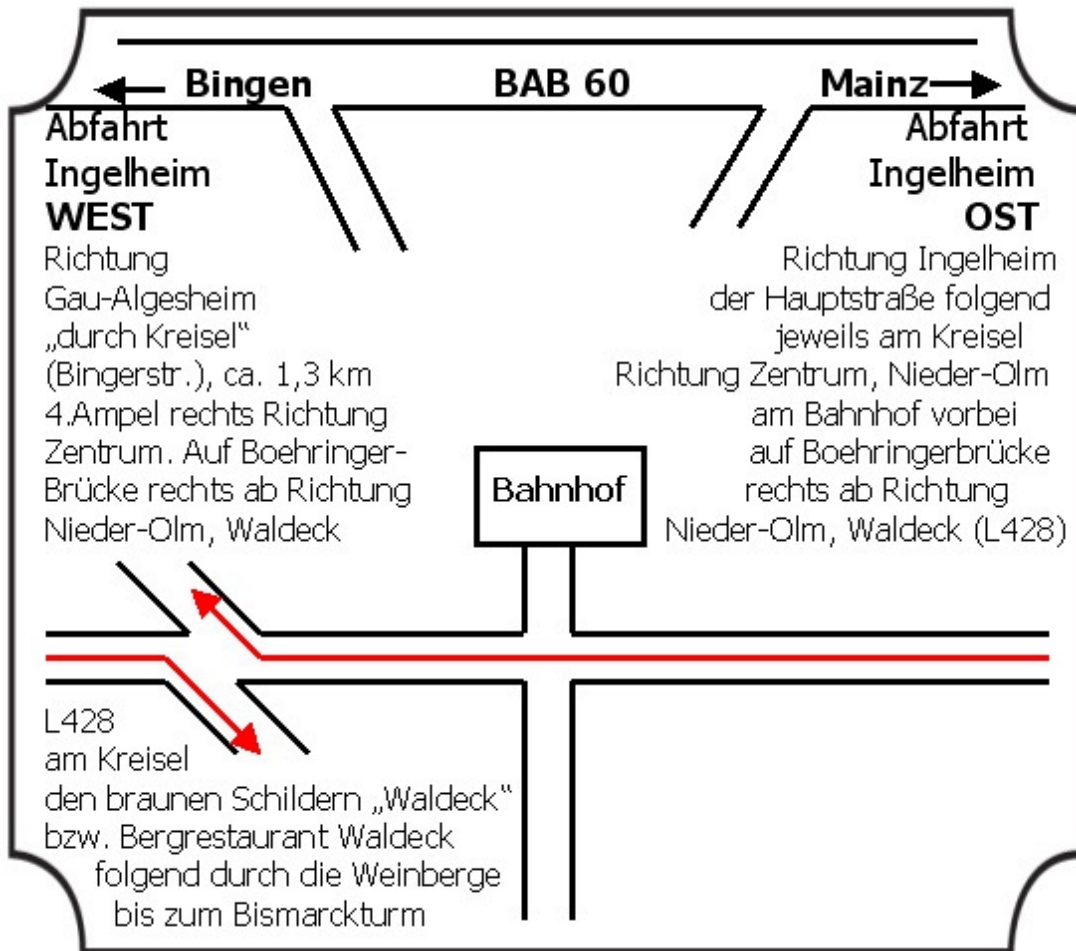 Bingen BAB 60 Mainz
Abfahrt
Ingelheim
WEST
Richtung
Gau-Algesheim
„durch Kreisel“
(Bingerstr.), ca. 1,3 km
4.Ampel rechts Richtung
Zentrum. Auf Boehringer-
Brücke rechts ab Richtung
Nieder-Olm, Waldeck
Abfahrt
Ingelheim
OST
Richtung Ingelheim
der Hauptstraße folgend
jeweils am Kreisel
Richtung Zentrum, Nieder-Olm
am Bahnhof vorbei
auf Boehringerbrücke
rechts ab Richtung
Nieder-Olm, Waldeck (L428)
Bahnhof
L428
am Kreisel
den braunen Schildern „Waldeck“
bzw. Bergrestaurant Waldeck
folgend durch die Weinberge
bis zum Bismarckturm